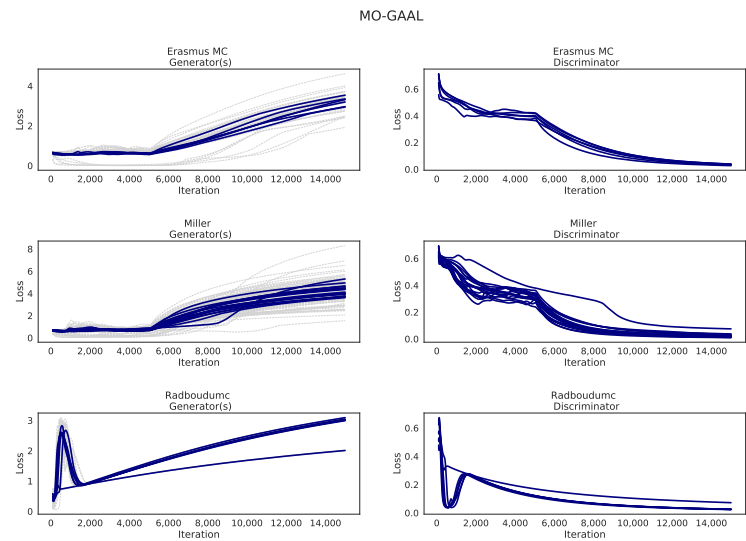 MO-GAAL
Erasmus MC
Generator(s)
Loss
4
2
0
0 2,000 4,000 6,000 8,000 10,000 12,000 14,000
Iteration
Erasmus MC
Discriminator
Loss
0.6
0.4
0.2
0.0
0 2,000 4,000 6,000 8,000 10,000 12,000 14,000
Iteration
Miller
Generator(s)
Loss
8
6
4
2
0
0 2,000 4,000 6,000 8,000 10,000 12,000 14,000
Iteration
Miller
Discriminator
Loss
0.6
0.4
0.2
0.0
0 2,000 4,000 6,000 8,000 10,000 12,000 14,000
Iteration
Radboudumc
Generator(s)
Loss
3
2
1
0
0 2,000 4,000 6,000 8,000 10,000 12,000 14,000
Iteration
Radboudumc
Discriminator
Loss
0.6
0.4
0.2
0.0
0 2,000 4,000 6,000 8,000 10,000 12,000 14,000
Iteration